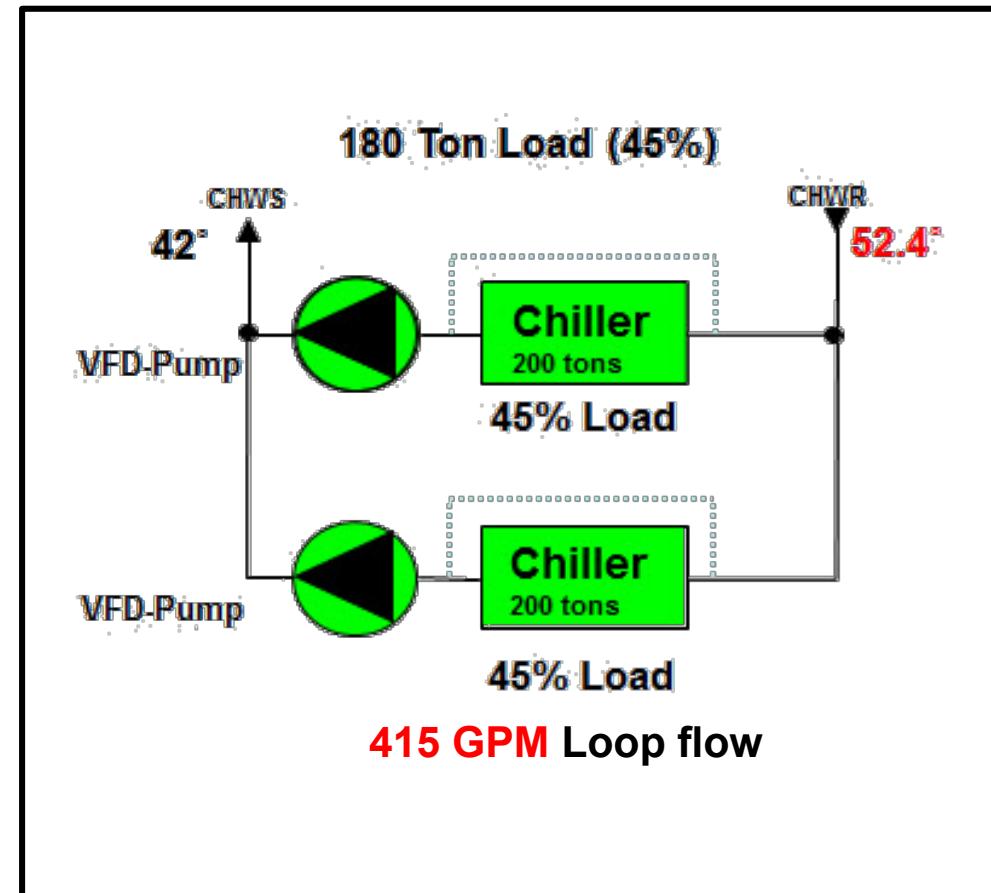 180 Ton Load (45%)
CHWS
CHWR
42°
52.4°
Chiller
200 tons
VFD-Pump
45% Load
Chiller
200 tons
VFD-Pump
45% Load
415 GPM Loop flow